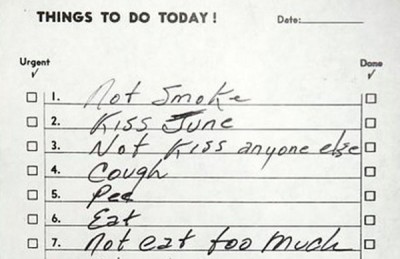 THINGS TO DO TODAY!
Date:
Urgent
Done
1. Not Smoke
2. Kiss June
3. Not Kiss anyone else
4. Cough
5. Pee
6. Eat
7. Not eat too much